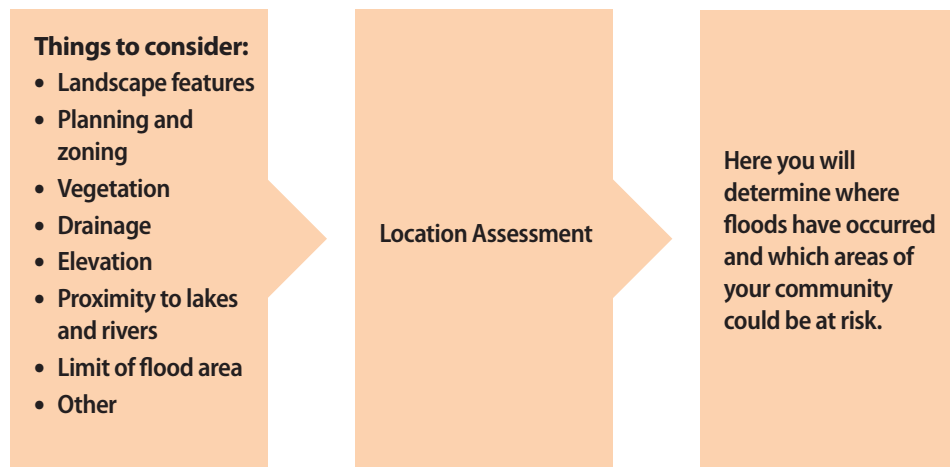 Things to consider:
• Landscape features
• Planning and
zoning
• Vegetation
• Drainage
• Elevation
• Proximity to lakes
and rivers
• Limit of flood area
• Other
Location Assessment
Here you will
determine where
floods have occurred
and which areas of
your community
could be at risk.